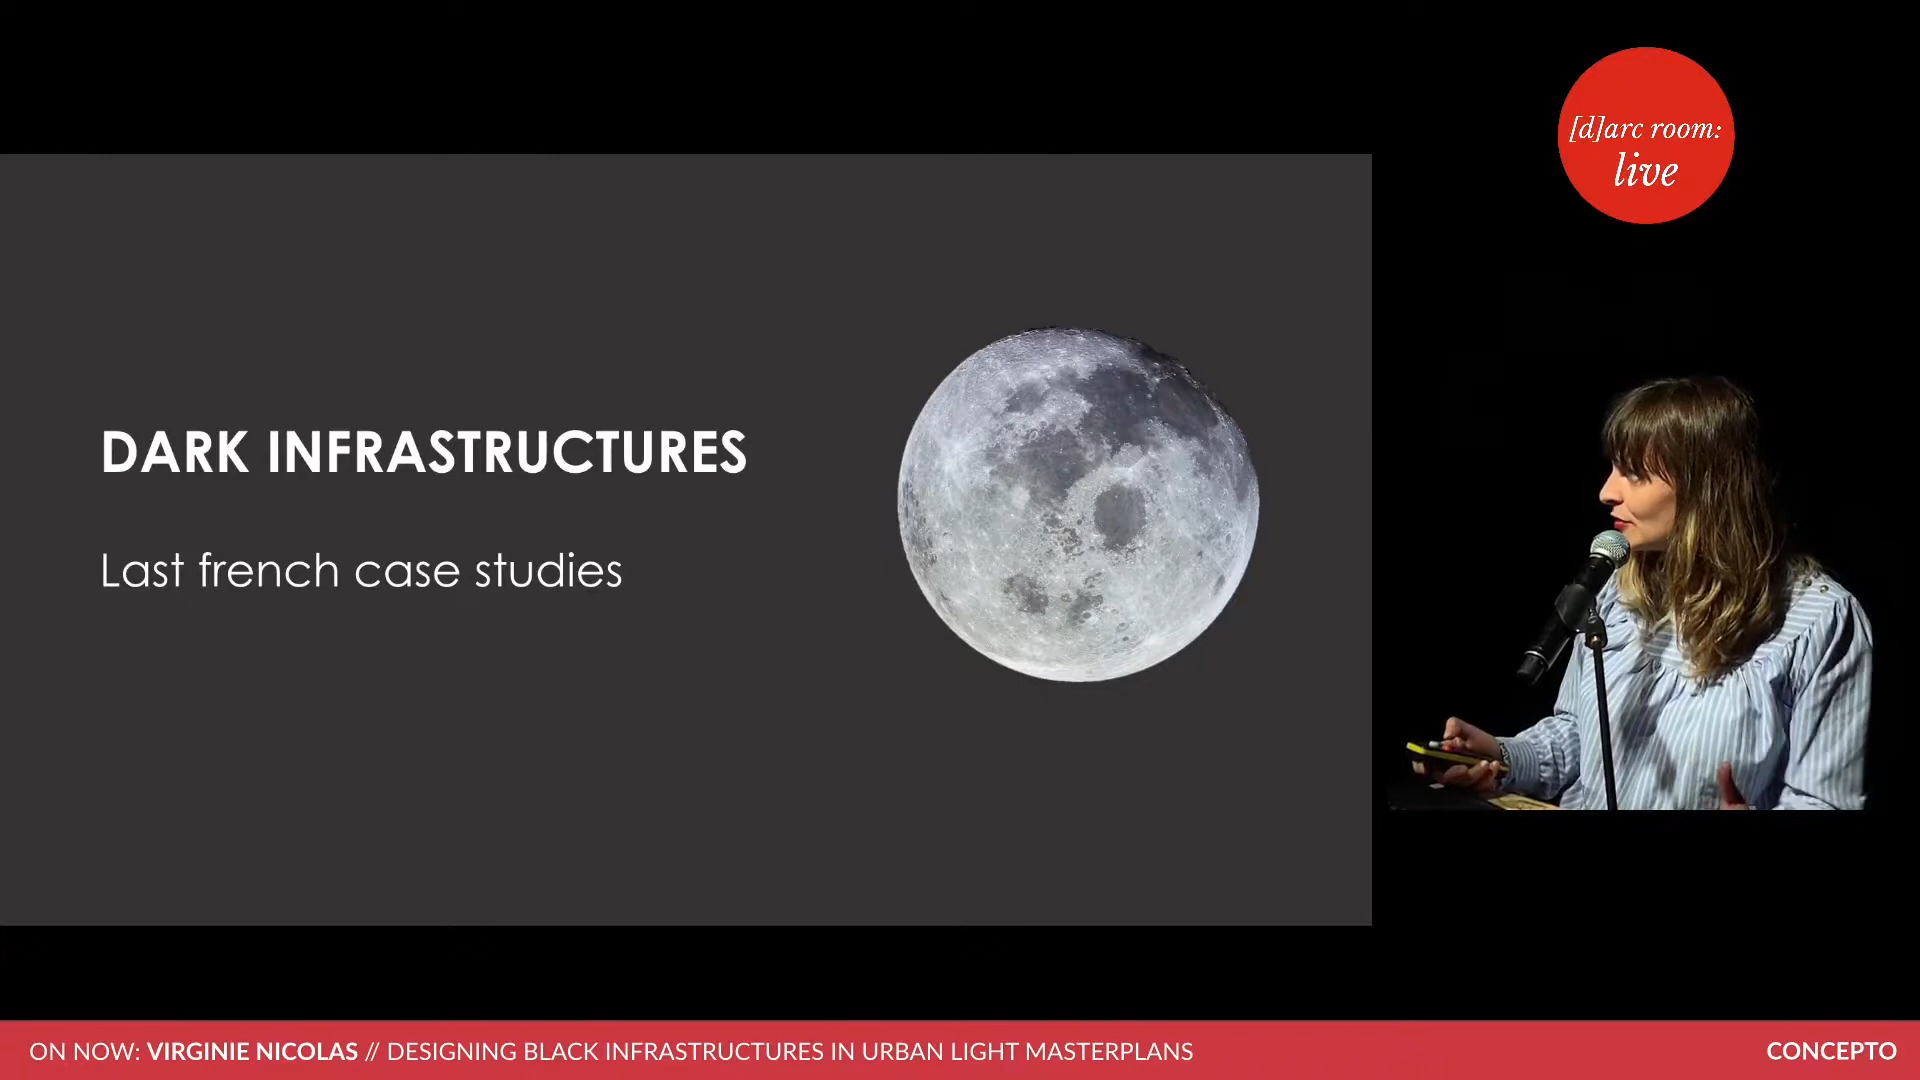 [d]arc room:
live
DARK INFRASTRUCTURES
Last french case studies
ON NOW: VIRGINIE NICOLAS // DESIGNING BLACK INFRASTRUCTURES IN URBAN LIGHT MASTERPLANS
CONCEPTO